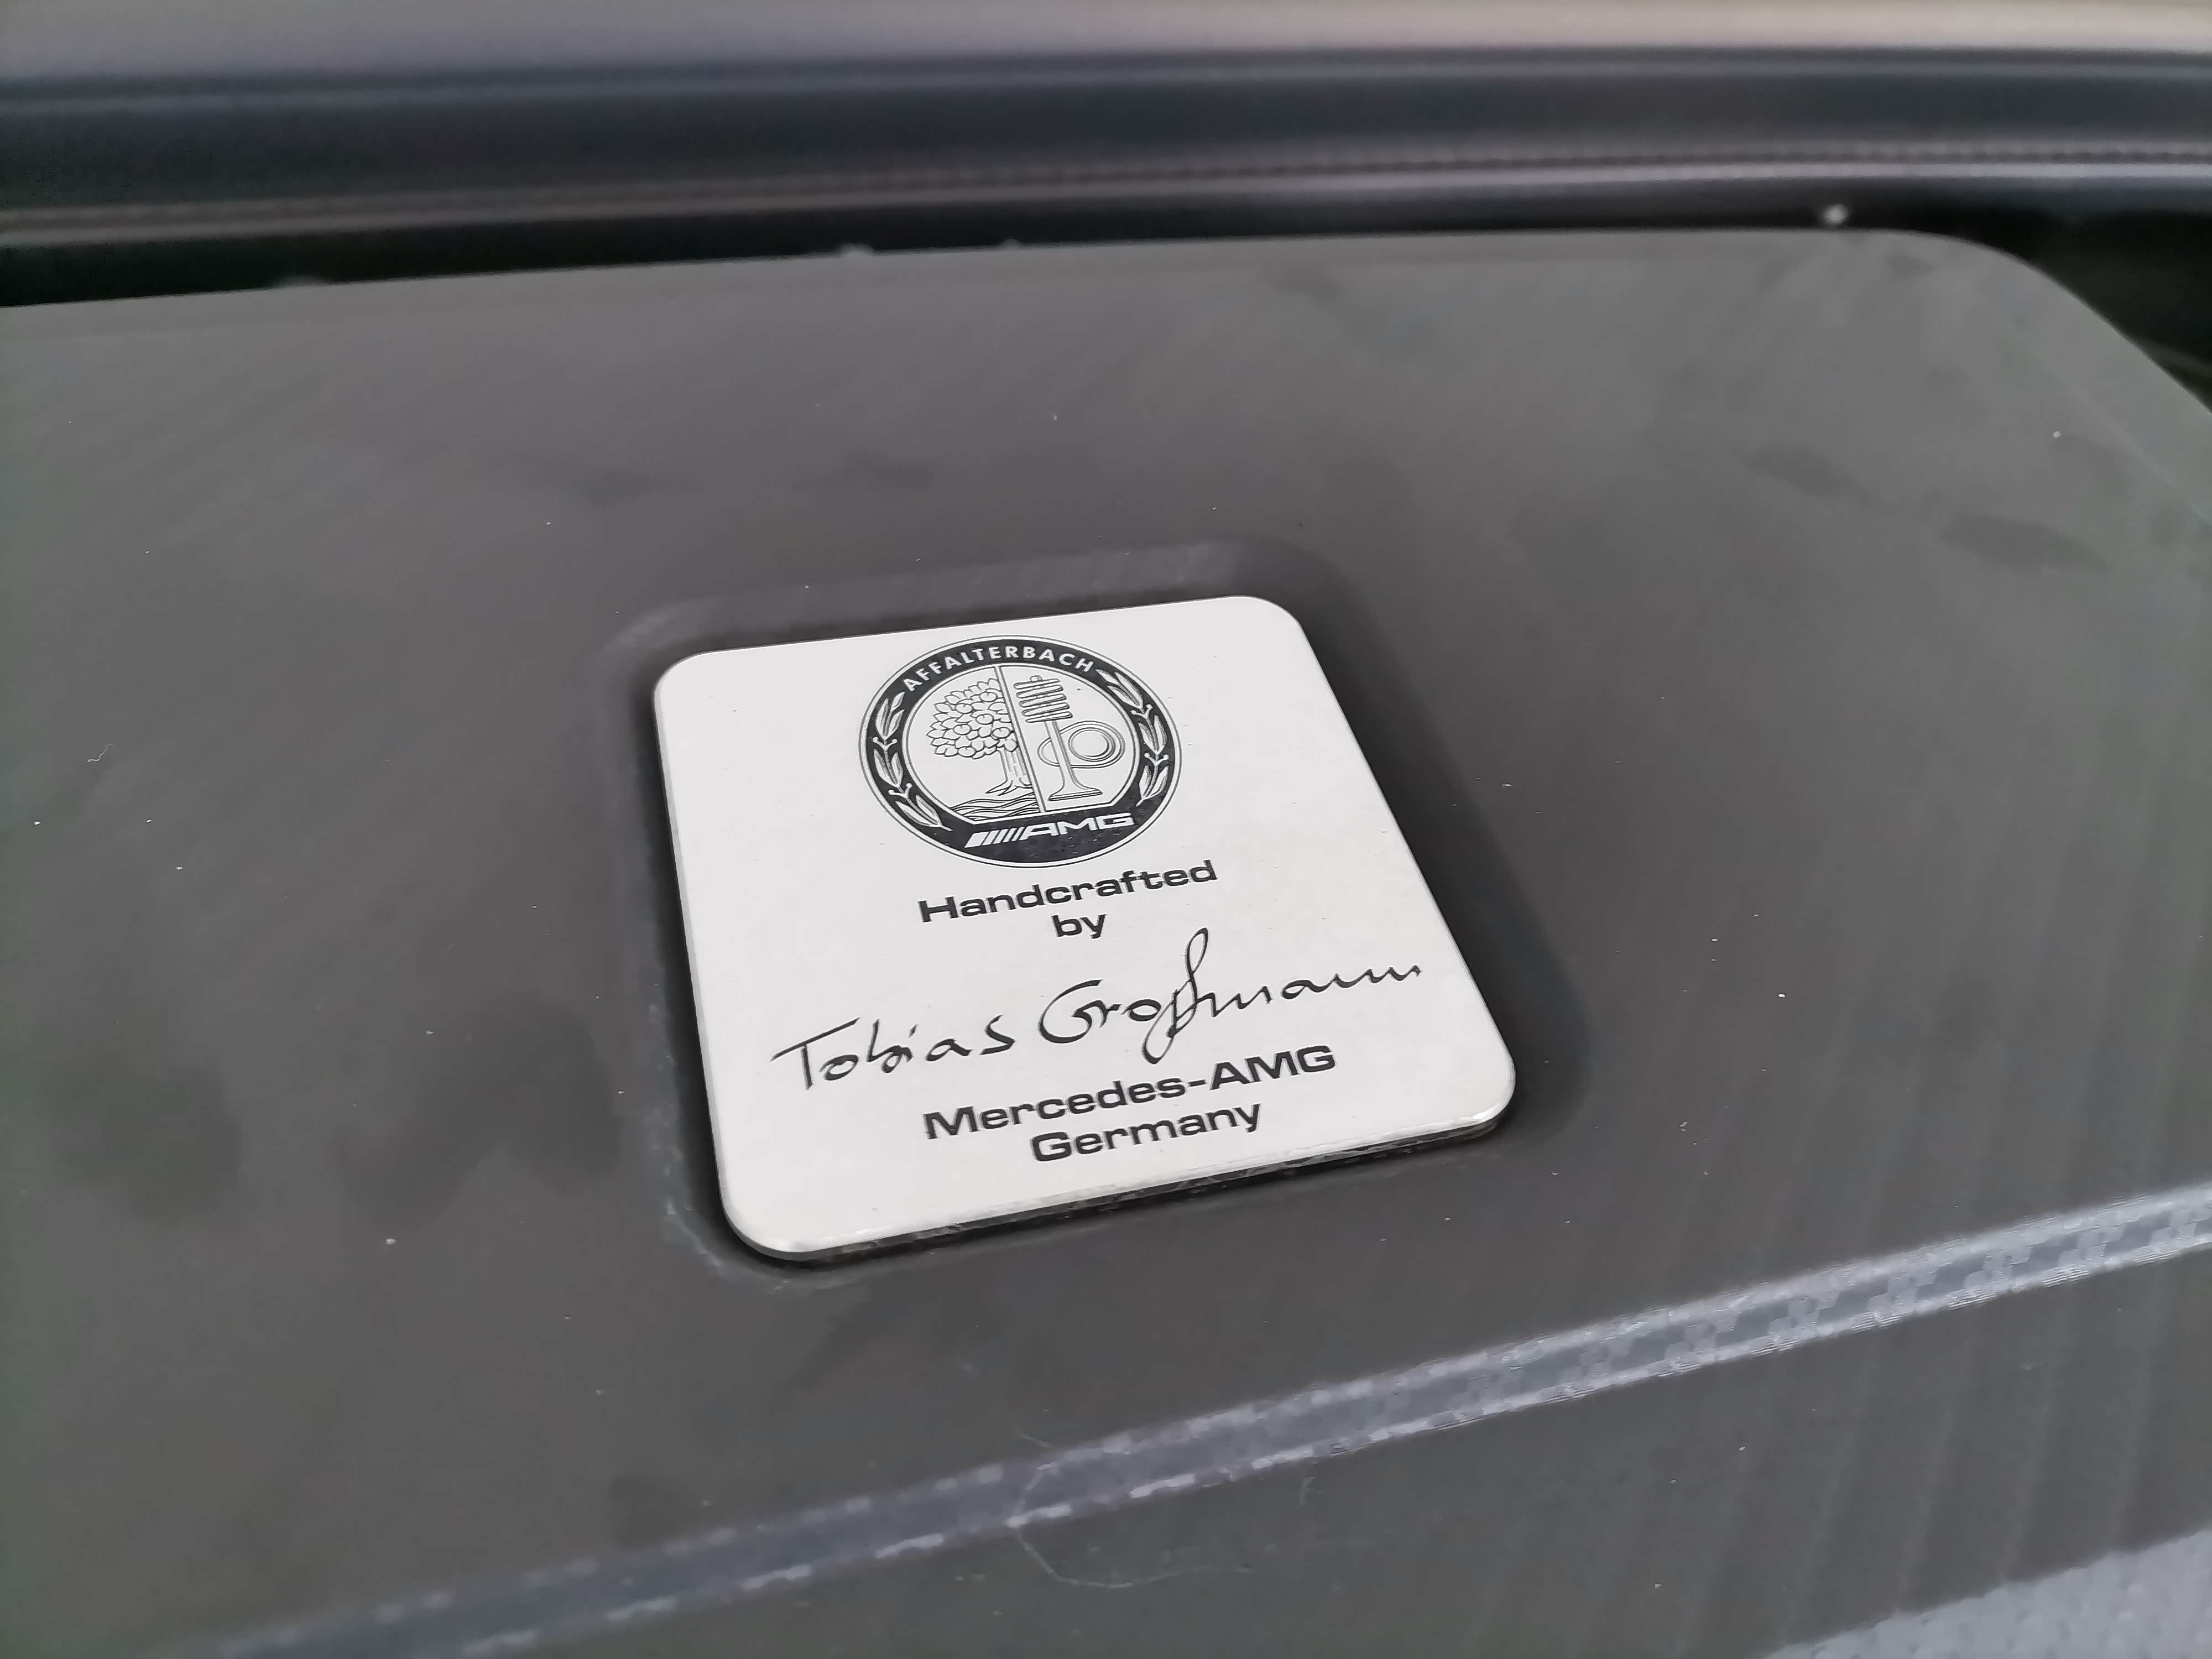 AFFALTERBACH
AMG
Handcrafted
by
Tobias Großmann
Mercedes-AMG
Germany